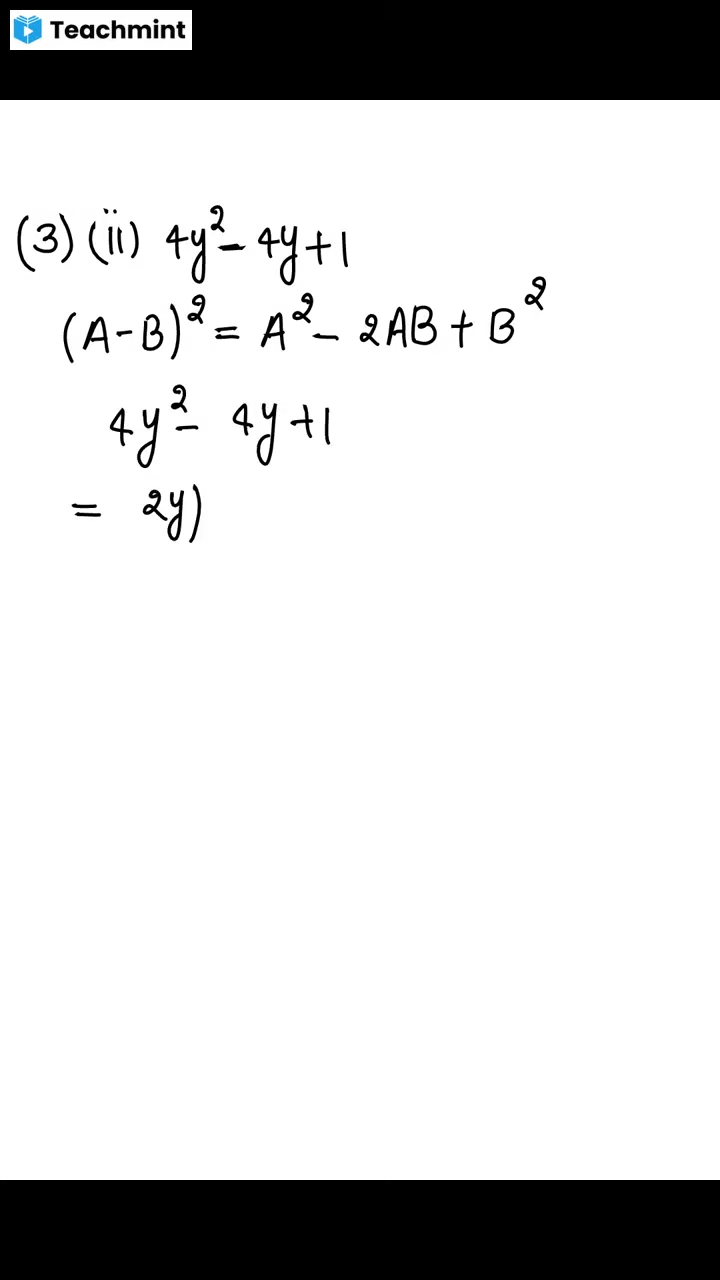 Teachmint
(3) (ii) 4y² - 4y + 1
(A - B)² = A² - 2AB + B²
4y² - 4y + 1
= 2y)